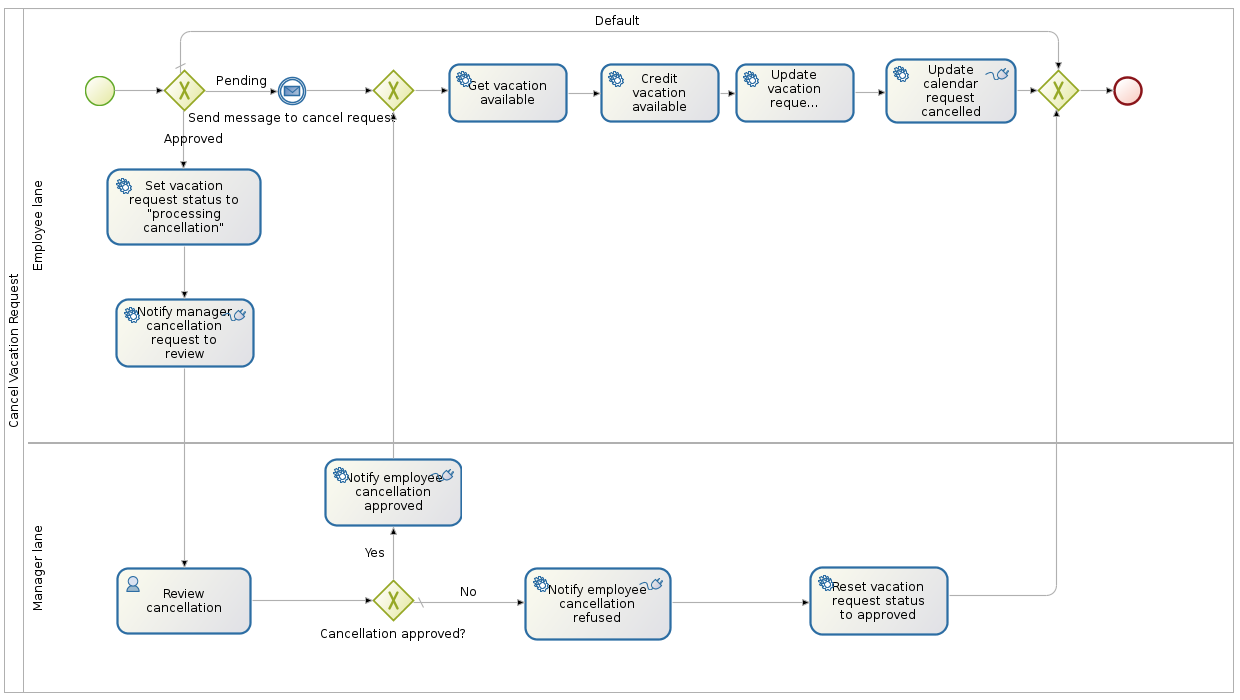 Default
Pending
Send message to cancel request
Approved
Get vacation
available
Credit
vacation
available
Update
vacation
reque...
Update
calendar
request
cancelled
Set vacation
request status to
"processing
cancellation"
Notify manager
cancellation
request to
review
Employee lane
Cancel Vacation Request
Manager lane
Notify employee
cancellation
approved
Yes
Review
cancellation
Cancellation approved?
No
Notify employee
cancellation
refused
Reset vacation
request status
to approved